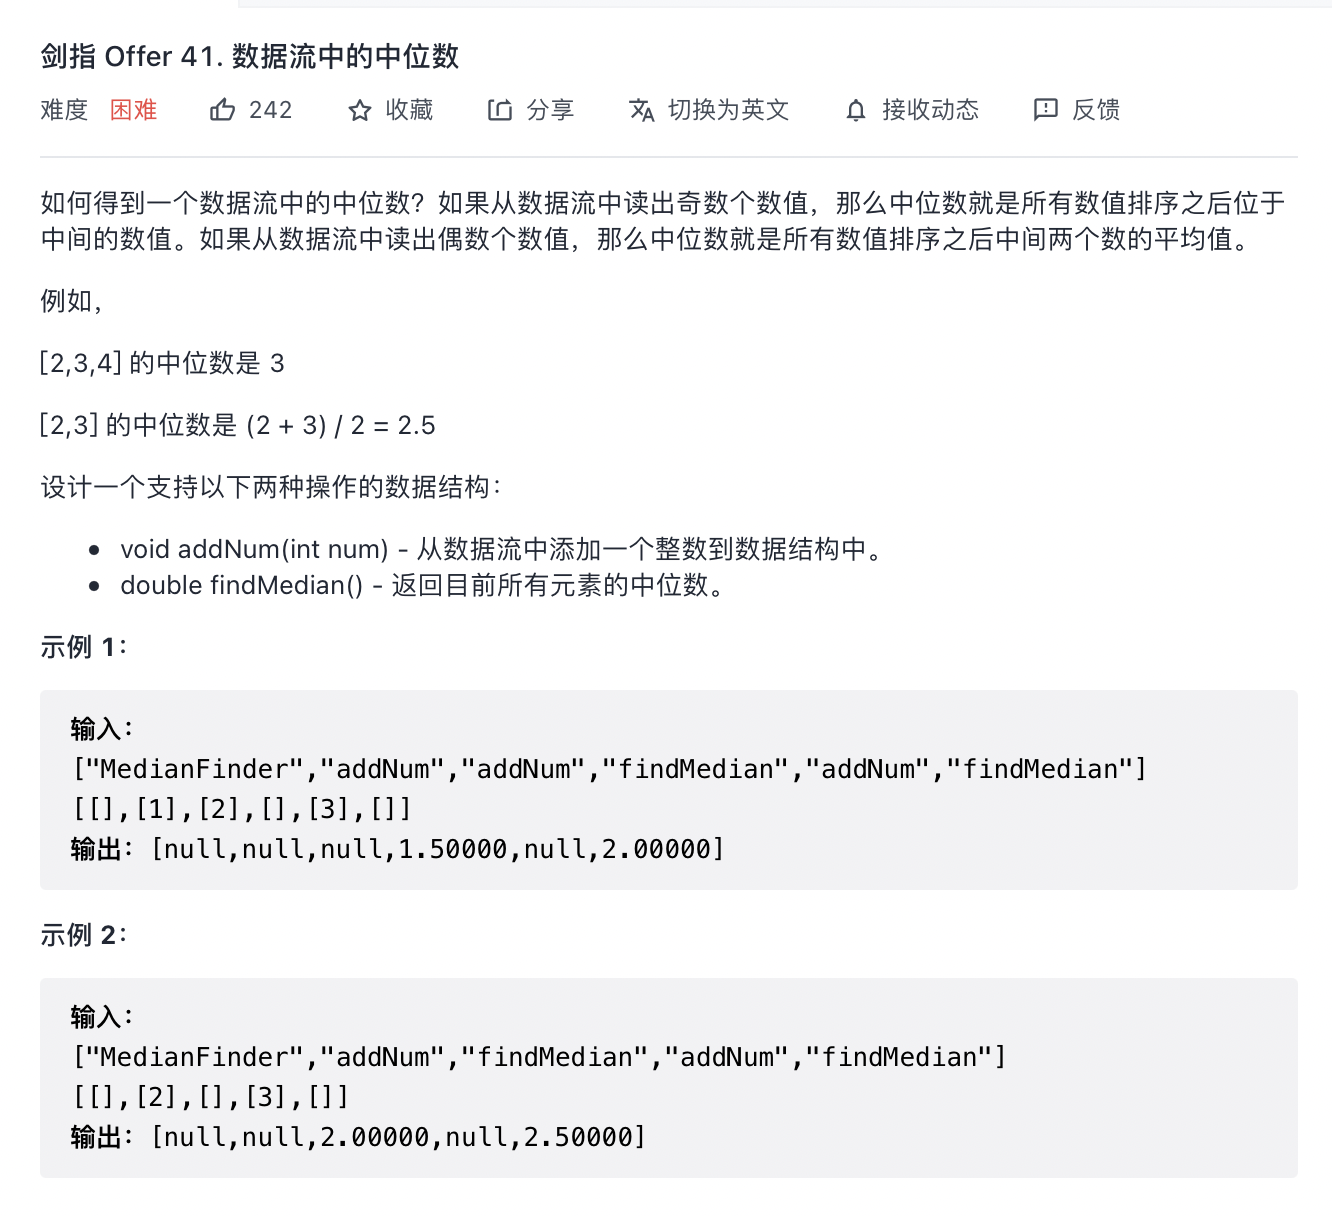 剑指 Offer 41. 数据流中的中位数
难度 困难 242 收藏 分享 切换为英文 接收动态 反馈
如何得到一个数据流中的中位数？如果从数据流中读出奇数个数值，那么中位数就是所有数值排序之后位于
中间的数值。如果从数据流中读出偶数个数值，那么中位数就是所有数值排序之后中间两个数的平均值。
例如，
[2,3,4] 的中位数是 3
[2,3] 的中位数是 (2 + 3) / 2 = 2.5
设计一个支持以下两种操作的数据结构：
• void addNum(int num) - 从数据流中添加一个整数到数据结构中。
• double findMedian() - 返回目前所有元素的中位数。
示例 1：
输入：
["MedianFinder","addNum","addNum","findMedian","addNum","findMedian"]
[[],[1],[2],[],[3],[]]
输出：[null,null,null,1.50000,null,2.00000]
示例 2：
输入：
["MedianFinder","addNum","findMedian","addNum","findMedian"]
[[],[2],[],[3],[]]
输出：[null,null,2.00000,null,2.50000]